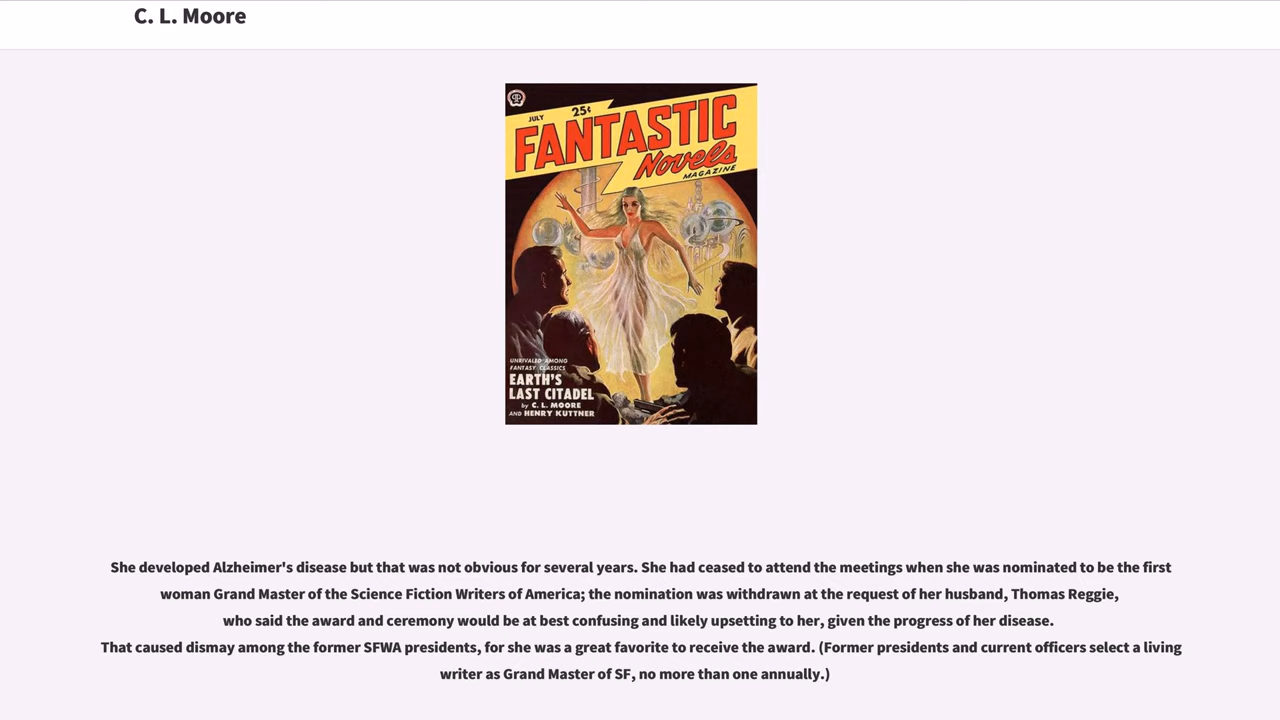 C. L. Moore
JULY
25¢
FANTASTIC
Novels
MAGAZINE
UNRIVALED AMONG
FANTASY CLASSICS
EARTH'S
LAST CITADEL
by C. L. MOORE
AND HENRY KUTTNER
She developed Alzheimer's disease but that was not obvious for several years. She had ceased to attend the meetings when she was nominated to be the first
woman Grand Master of the Science Fiction Writers of America; the nomination was withdrawn at the request of her husband, Thomas Reggie,
who said the award and ceremony would be at best confusing and likely upsetting to her, given the progress of her disease.
That caused dismay among the former SFWA presidents, for she was a great favorite to receive the award. (Former presidents and current officers select a living
writer as Grand Master of SF, no more than one annually.)